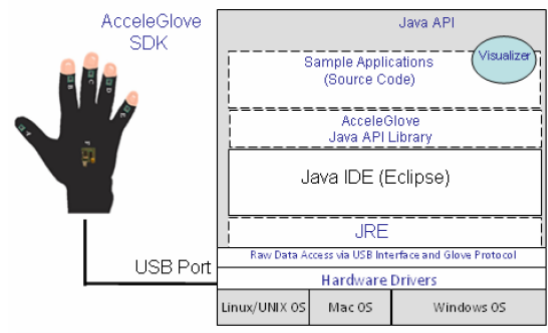 AcceleGlove
SDK
Java API
Visualizer
Sample Applications
(Source Code)
AcceleGlove
Java API Library
Java IDE (Eclipse)
JRE
Raw Data Access via USB Interface and Glove Protocol
USB Port
Hardware Drivers
Linux/UNIX OS
Mac OS
Windows OS
A
B
C
D
E